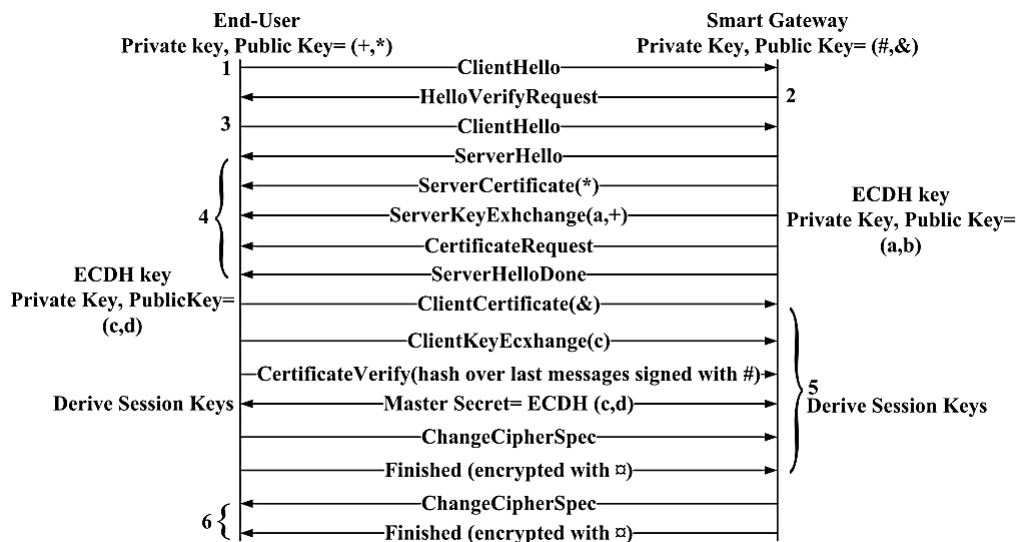 End-User
Private key, Public Key= (+,*)
Smart Gateway
Private Key, Public Key= (#,&)
1
ClientHello
HelloVerifyRequest
2
3
ClientHello
ServerHello
ServerCertificate(*)
4
ServerKeyExhchange(a,+)
ECDH key
Private Key, Public Key=
(a,b)
CertificateRequest
ServerHelloDone
ECDH key
Private Key, PublicKey=
(c,d)
ClientCertificate(&)
ClientKeyEcxhange(c)
CertificateVerify(hash over last messages signed with #)
5
Derive Session Keys
Master Secret= ECDH (c,d)
Derive Session Keys
ChangeCipherSpec
Finished (encrypted with ¤)
ChangeCipherSpec
6
Finished (encrypted with ¤)